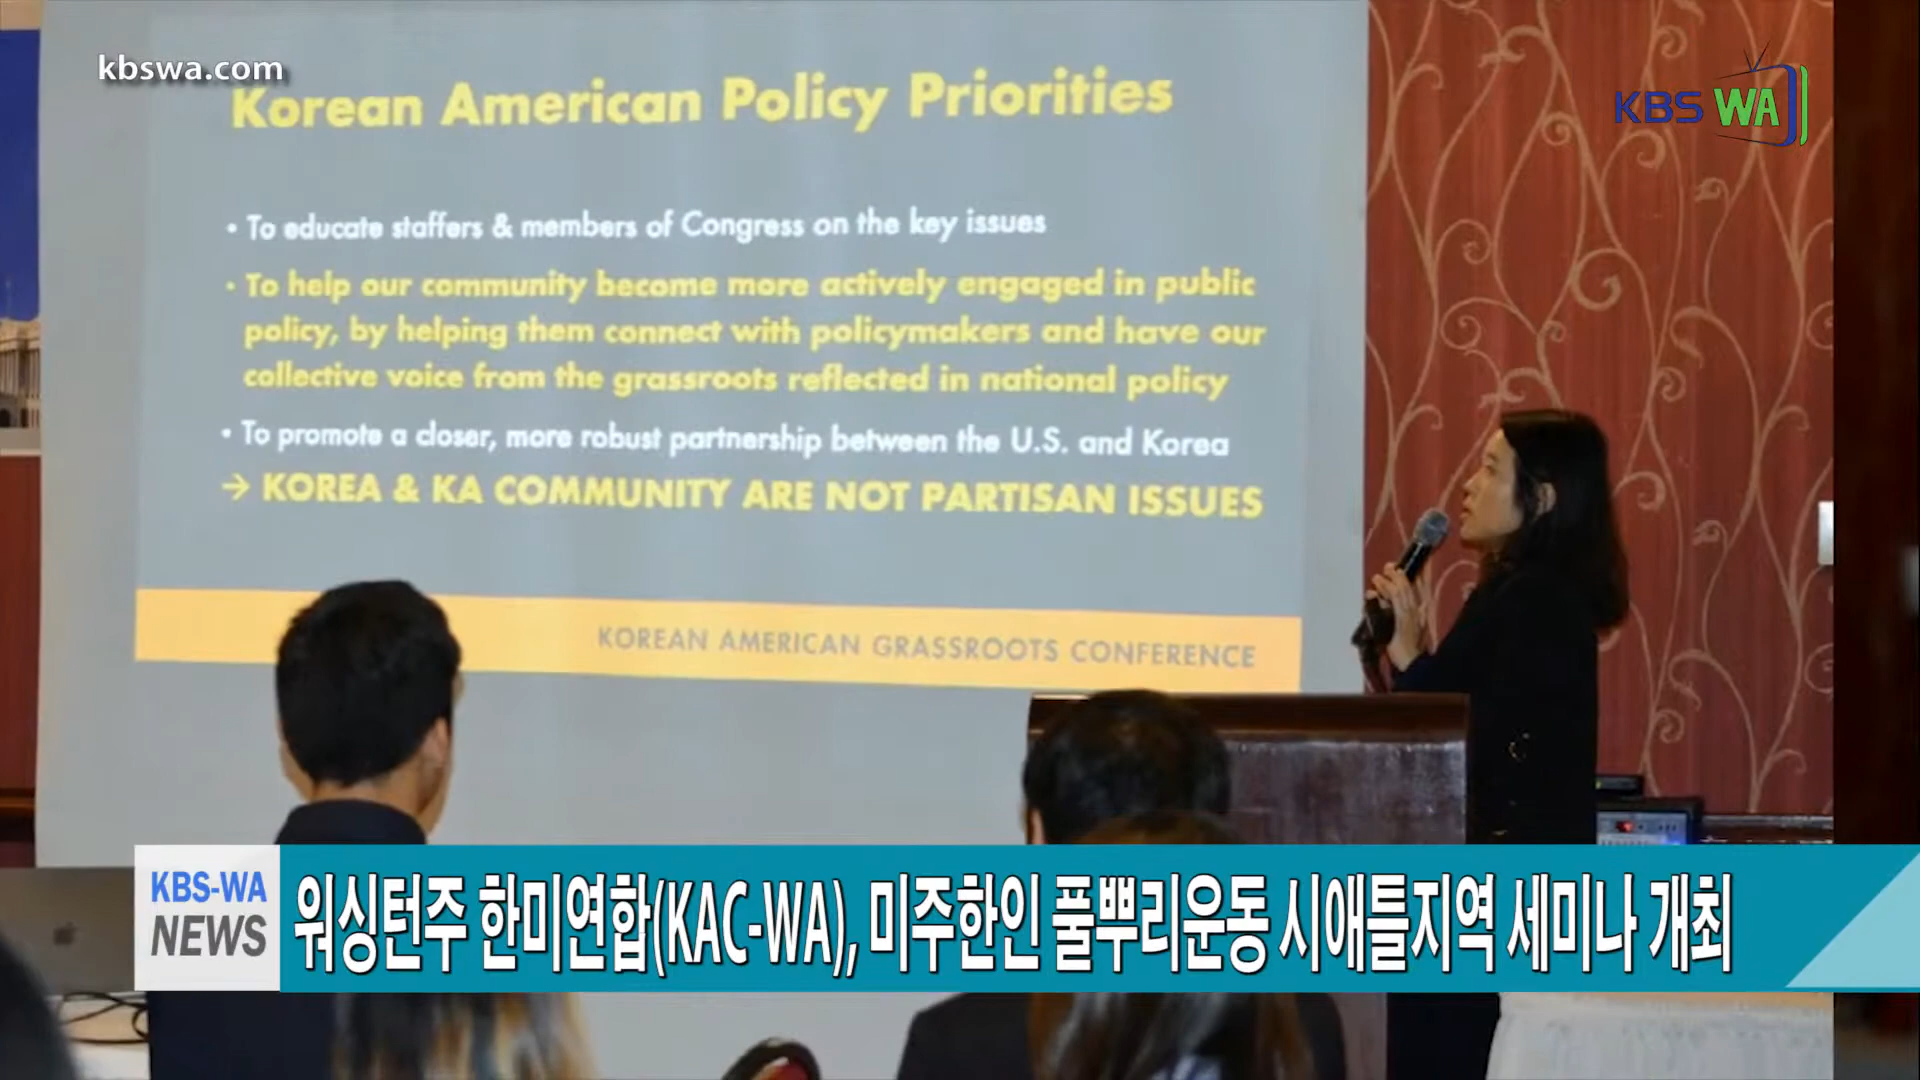 kbswa.com
KBS WA
Korean American Policy Priorities
• To educate staffers & members of Congress on the key issues
• To help our community become more actively engaged in public
policy, by helping them connect with policymakers and have our
collective voice from the grassroots reflected in national policy
• To promote a closer, more robust partnership between the U.S. and Korea
→ KOREA & KA COMMUNITY ARE NOT PARTISAN ISSUES
KOREAN AMERICAN GRASSROOTS CONFERENCE
KBS-WA
NEWS
워싱턴주 한미연합(KAC-WA), 미주한인 풀뿌리운동 시애틀지역 세미나 개최